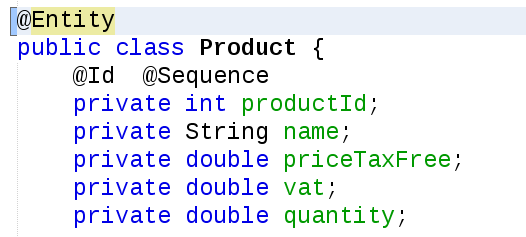 @Entity
public class Product {
    @Id  @Sequence
    private int productId;
    private String name;
    private double priceTaxFree;
    private double vat;
    private double quantity;